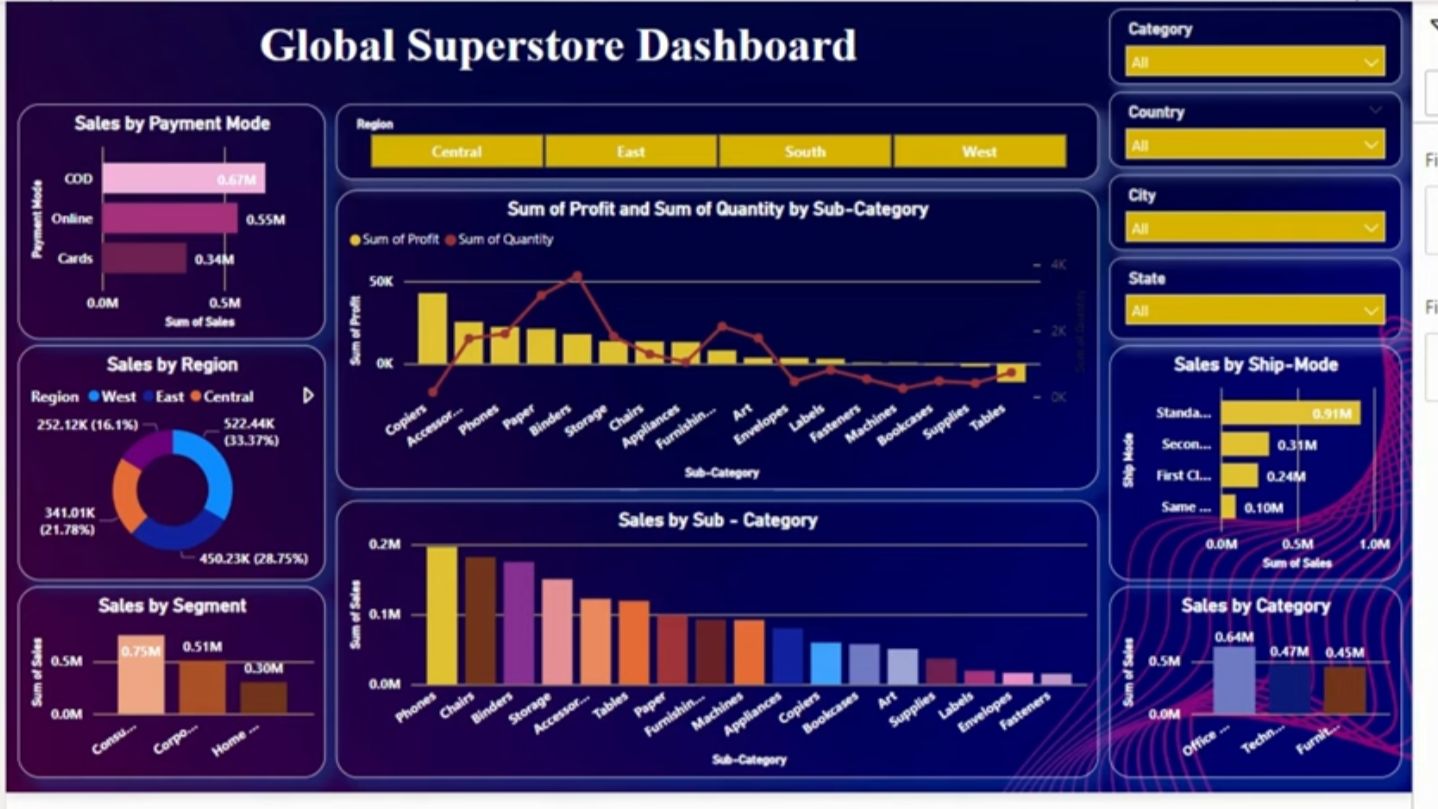 Global Superstore Dashboard
Category
All
Country
All
City
All
State
All
Sales by Payment Mode
Payment Mode
COD
0.67M
Online
0.55M
Cards
0.34M
0.0M
0.5M
Sum of Sales
Region
Central
East
South
West
Sum of Profit and Sum of Quantity by Sub-Category
Sum of Profit
Sum of Quantity
50K
0K
Sum of Profit
4K
2K
0K
Sum of Quantity
Copiers
Accessor...
Phones
Paper
Binders
Storage
Chairs
Appliances
Furnishin...
Art
Envelopes
Labels
Fasteners
Machines
Bookcases
Supplies
Tables
Sub-Category
Sales by Region
Region
West
East
Central
252.12K (16.1%)
522.44K
(33.37%)
341.01K
(21.78%)
450.23K (28.75%)
Sales by Ship-Mode
Ship Mode
Standa...
0.91M
Secon...
0.31M
First Cl...
0.24M
Same ...
0.10M
0.0M
0.5M
1.0M
Sum of Sales
Sales by Sub - Category
Sum of Sales
0.2M
0.1M
0.0M
Phones
Chairs
Binders
Storage
Accessor...
Tables
Paper
Furnishin...
Machines
Appliances
Copiers
Bookcases
Art
Supplies
Labels
Envelopes
Fasteners
Sub-Category
Sales by Segment
Sum of Sales
0.5M
0.0M
0.75M
0.51M
0.30M
Consu...
Corpo...
Home ...
Sales by Category
Sum of Sales
0.5M
0.0M
0.64M
0.47M
0.45M
Office ...
Techn...
Furnit...
Fi
Fi